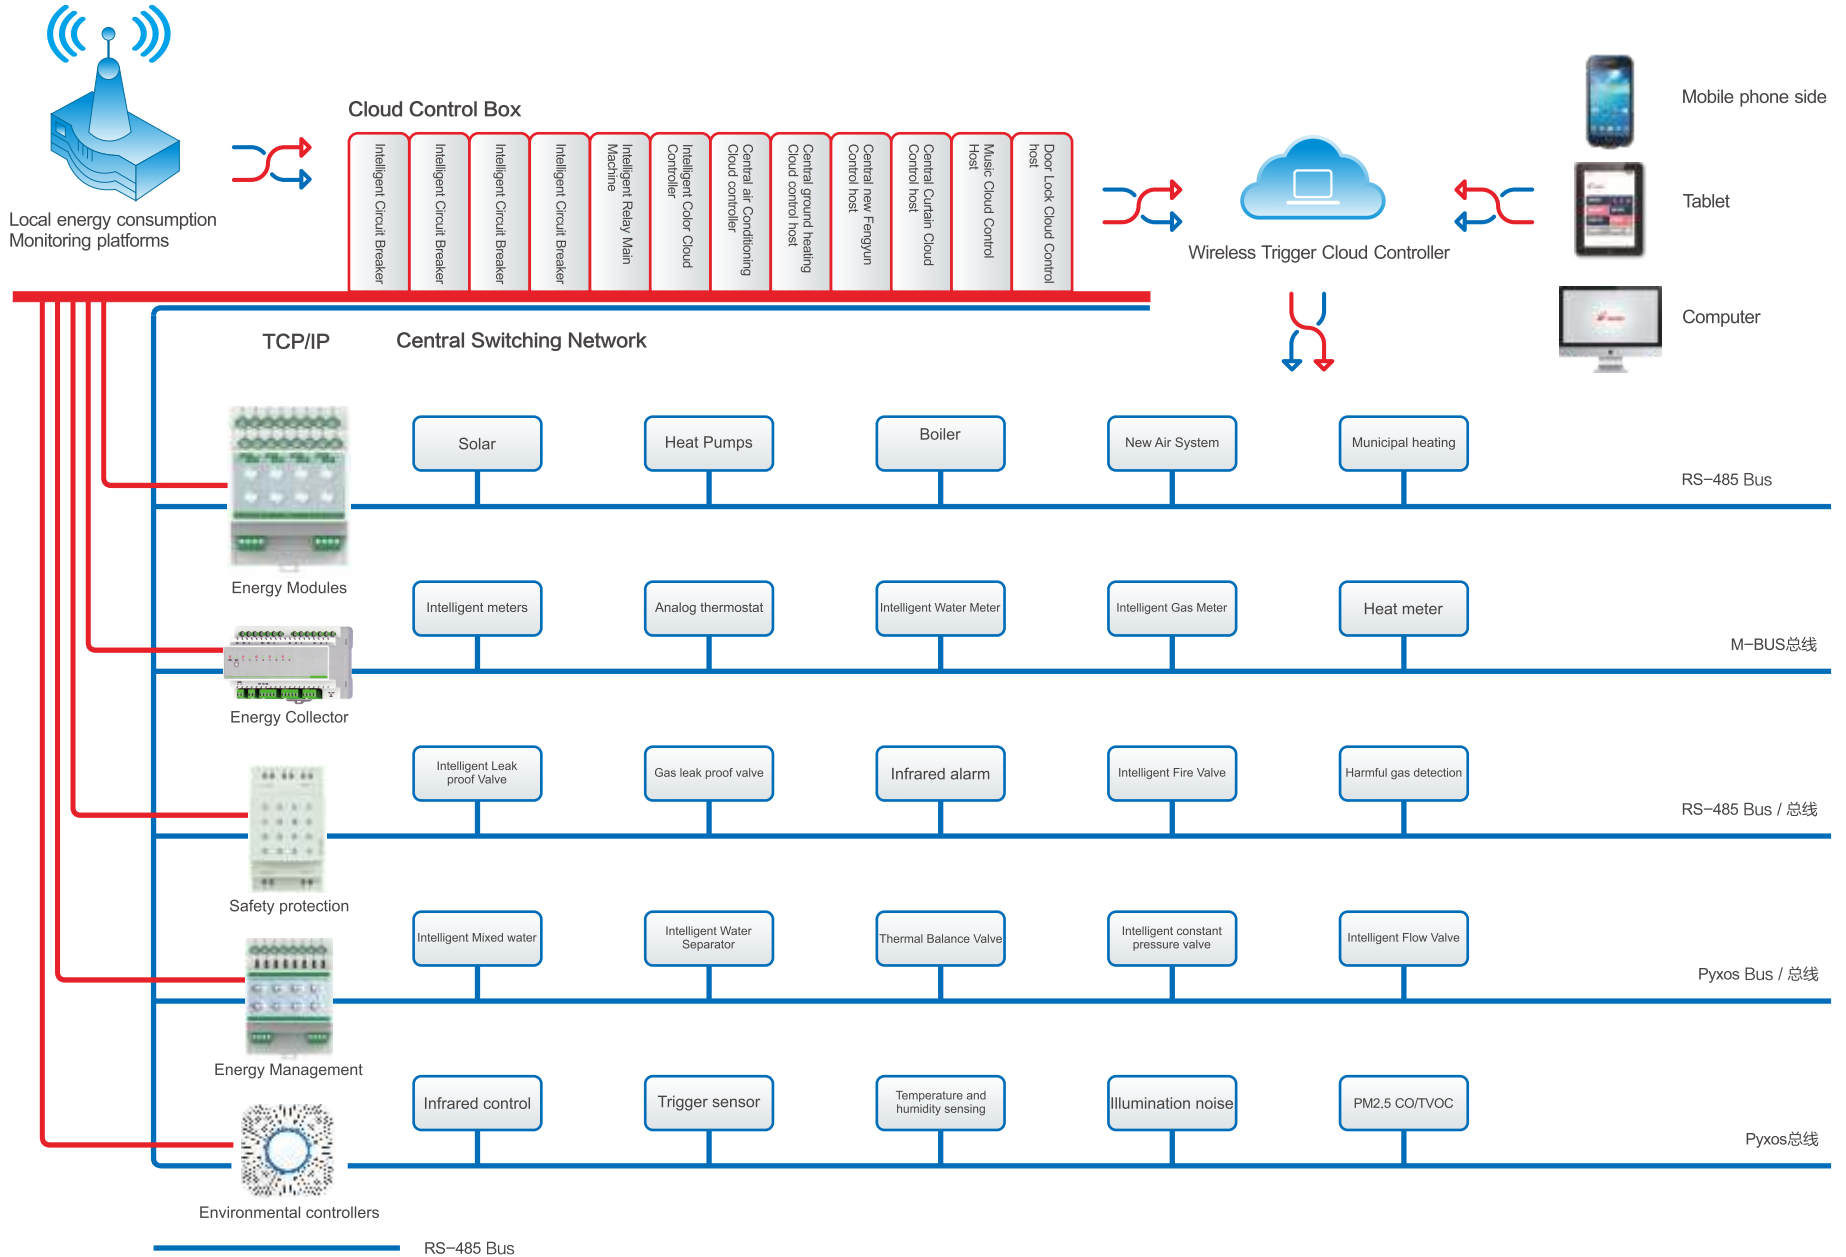 Cloud Control Box
Mobile phone side
Tablet
Computer
Local energy consumption
Monitoring platforms
Intelligent Circuit Breaker
Intelligent Circuit Breaker
Intelligent Circuit Breaker
Intelligent Circuit Breaker
Intelligent Relay Main
Machine
Intelligent Color Cloud
Controller
Central air Conditioning
Cloud controller
Central ground heating
Cloud control host
Central new Fengyun
Control host
Central Curtain Cloud
Control host
Music Cloud Control
Host
Door Lock Cloud Control
host
Wireless Trigger Cloud Controller
TCP/IP
Central Switching Network
Solar
Heat Pumps
Boiler
New Air System
Municipal heating
RS-485 Bus
Energy Modules
Intelligent meters
Analog thermostat
Intelligent Water Meter
Intelligent Gas Meter
Heat meter
M-BUS总线
Energy Collector
Intelligent Leak
proof Valve
Gas leak proof valve
Infrared alarm
Intelligent Fire Valve
Harmful gas detection
RS-485 Bus / 总线
Safety protection
Intelligent Mixed water
Intelligent Water
Separator
Thermal Balance Valve
Intelligent constant
pressure valve
Intelligent Flow Valve
Pyxos Bus / 总线
Energy Management
Infrared control
Trigger sensor
Temperature and
humidity sensing
Illumination noise
PM2.5 CO/TVOC
Pyxos总线
Environmental controllers
RS-485 Bus